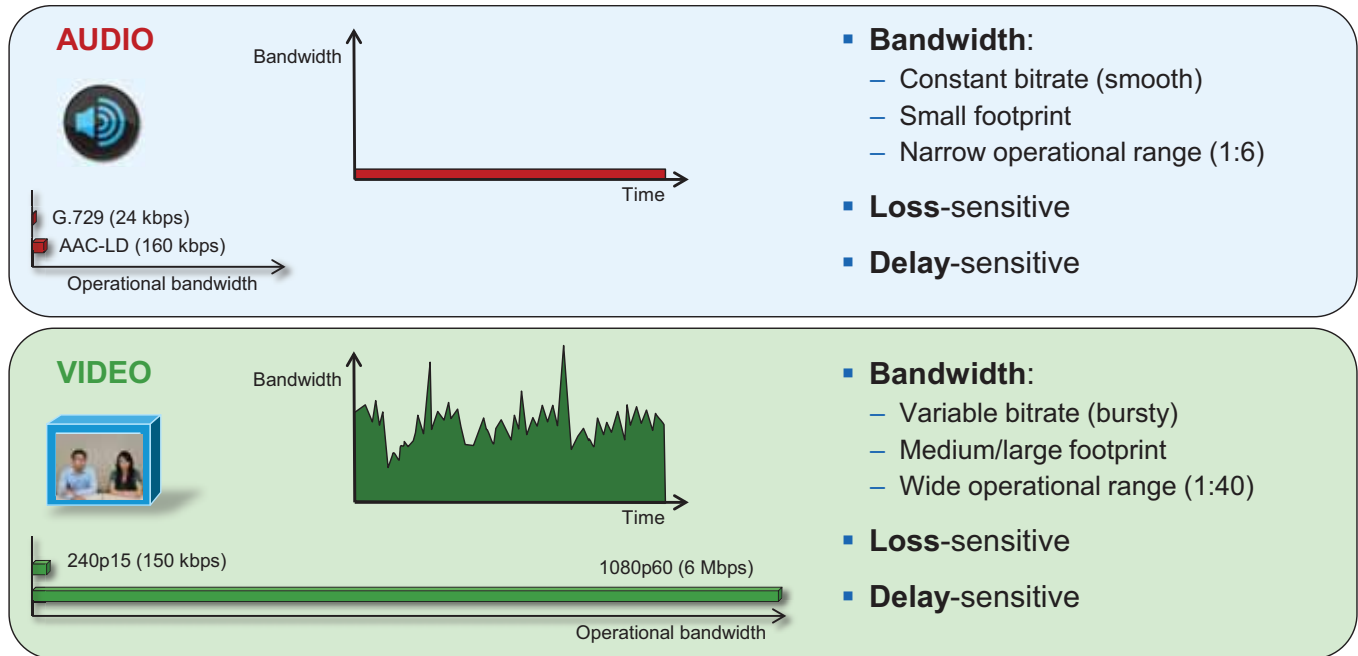 AUDIO
Bandwidth
Time
G.729 (24 kbps)
AAC-LD (160 kbps)
Operational bandwidth
▪ Bandwidth:
– Constant bitrate (smooth)
– Small footprint
– Narrow operational range (1:6)
▪ Loss-sensitive
▪ Delay-sensitive
VIDEO
Bandwidth
Time
240p15 (150 kbps)
1080p60 (6 Mbps)
Operational bandwidth
▪ Bandwidth:
– Variable bitrate (bursty)
– Medium/large footprint
– Wide operational range (1:40)
▪ Loss-sensitive
▪ Delay-sensitive